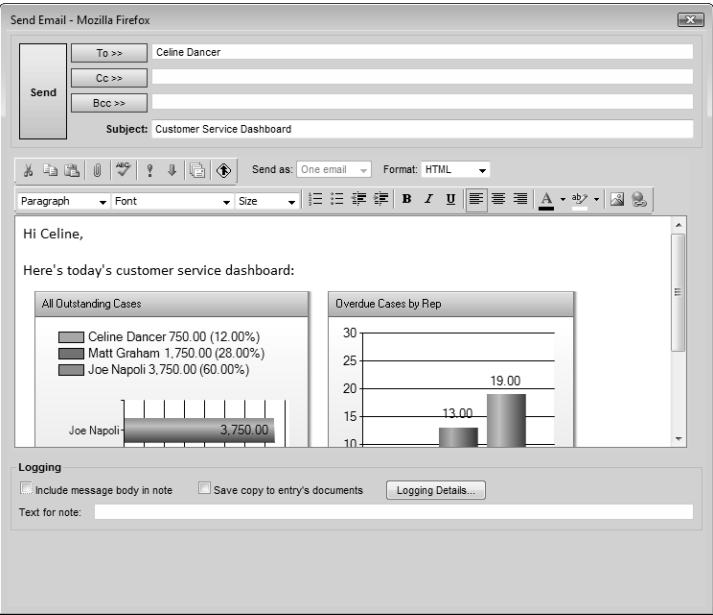 Send Email - Mozilla Firefox
Send
To >>
Celine Dancer
Cc >>
Bcc >>
Subject: Customer Service Dashboard
ABC
Send as: One email
Format: HTML
Paragraph
Font
Size
B I U
A
ab
Hi Celine,
Here's today's customer service dashboard:
All Outstanding Cases
Celine Dancer 750.00 (12.00%)
Matt Graham 1,750.00 (28.00%)
Joe Napoli 3,750.00 (60.00%)
Joe Napoli
3,750.00
Overdue Cases by Rep
30
25
20
15
10
13.00
19.00
Logging
Include message body in note
Save copy to entry's documents
Logging Details...
Text for note: